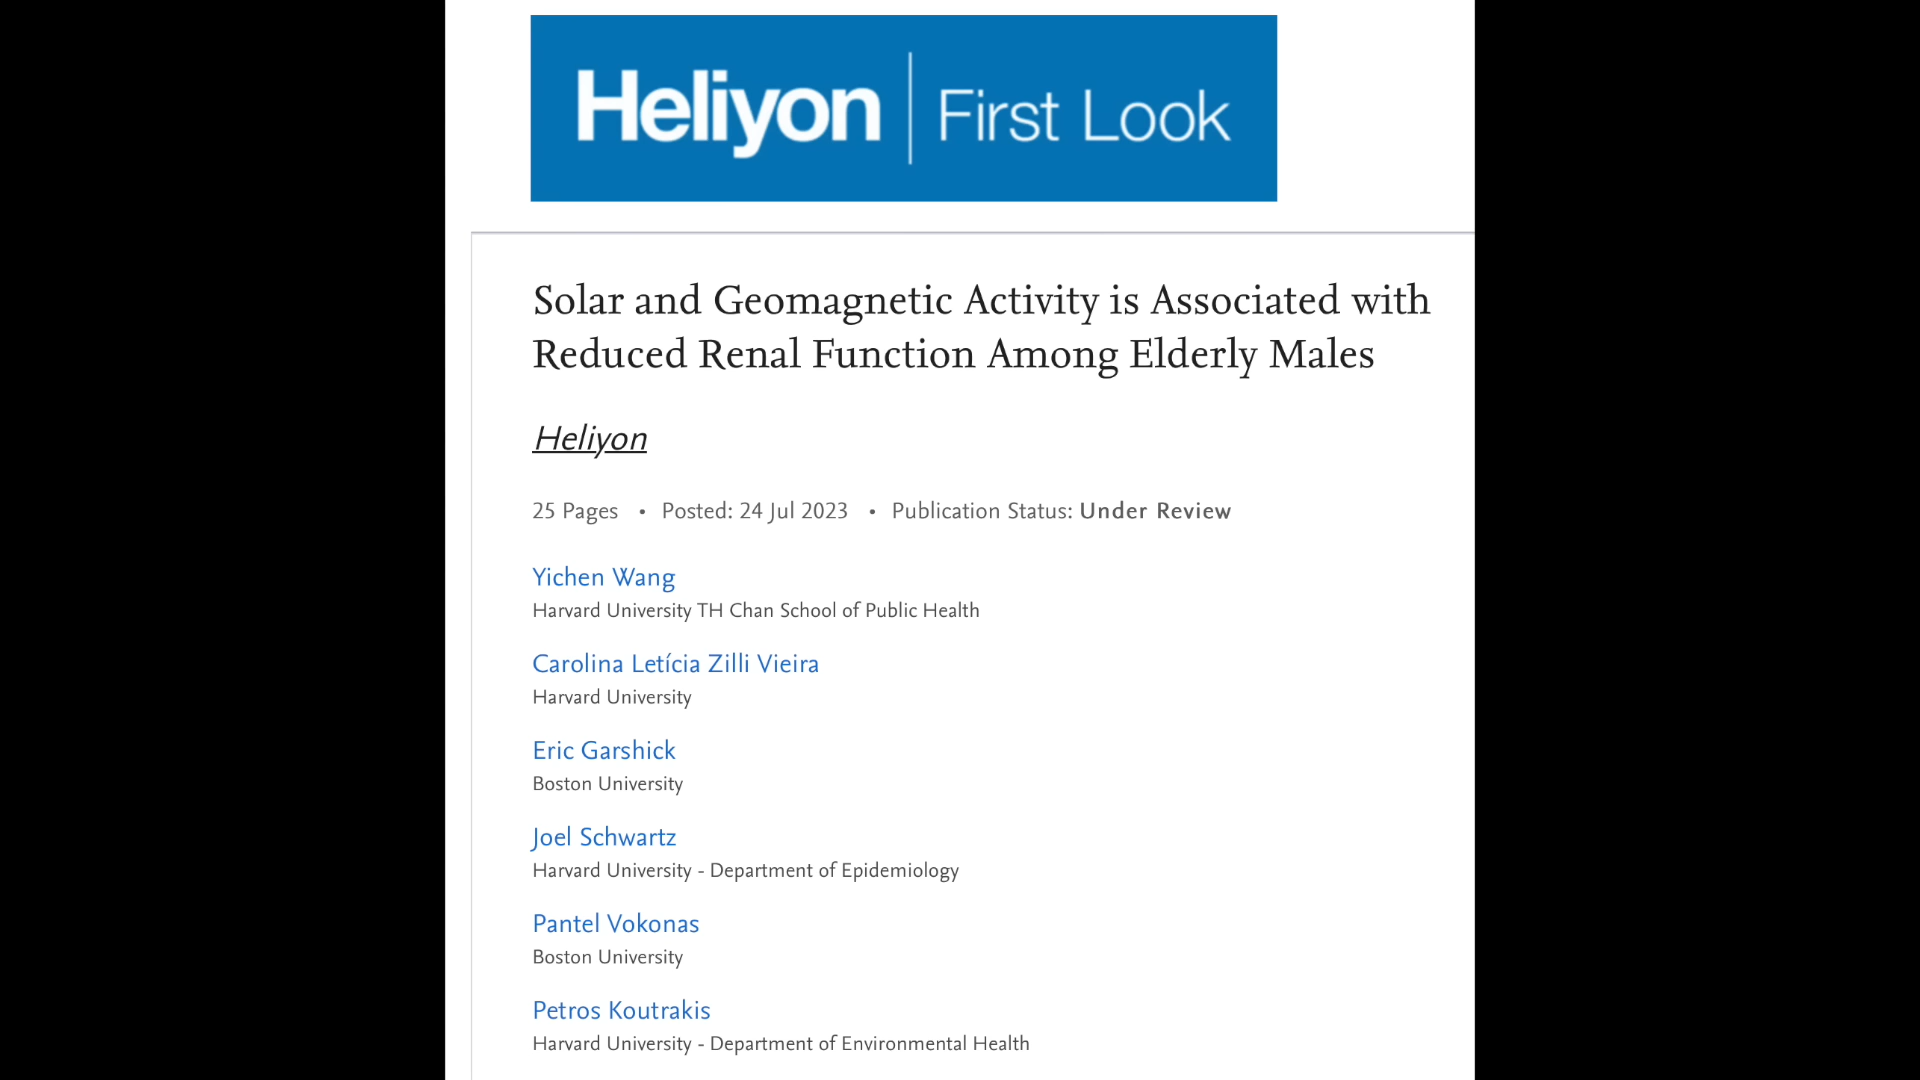 Heliyon | First Look
Solar and Geomagnetic Activity is Associated with
Reduced Renal Function Among Elderly Males
Heliyon
25 Pages • Posted: 24 Jul 2023 • Publication Status: Under Review
Yichen Wang
Harvard University TH Chan School of Public Health
Carolina Letícia Zilli Vieira
Harvard University
Eric Garshick
Boston University
Joel Schwartz
Harvard University - Department of Epidemiology
Pantel Vokonas
Boston University
Petros Koutrakis
Harvard University - Department of Environmental Health